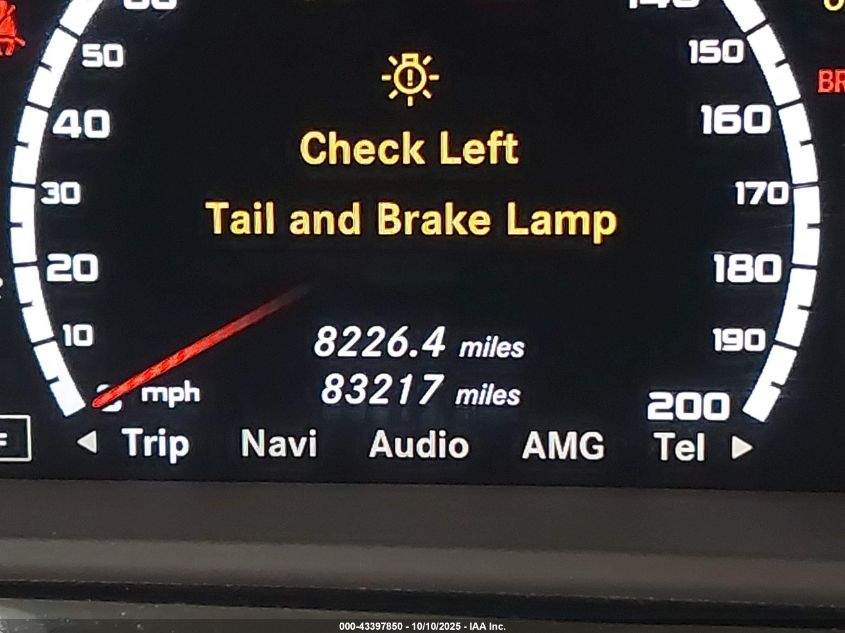 50
40
30
20
10
150
160
170
180
190
200
Check Left
Tail and Brake Lamp
8226.4 miles
83217 miles
mph
Trip Navi Audio AMG Tel
000-43397850 - 10/10/2025 - IAA Inc.